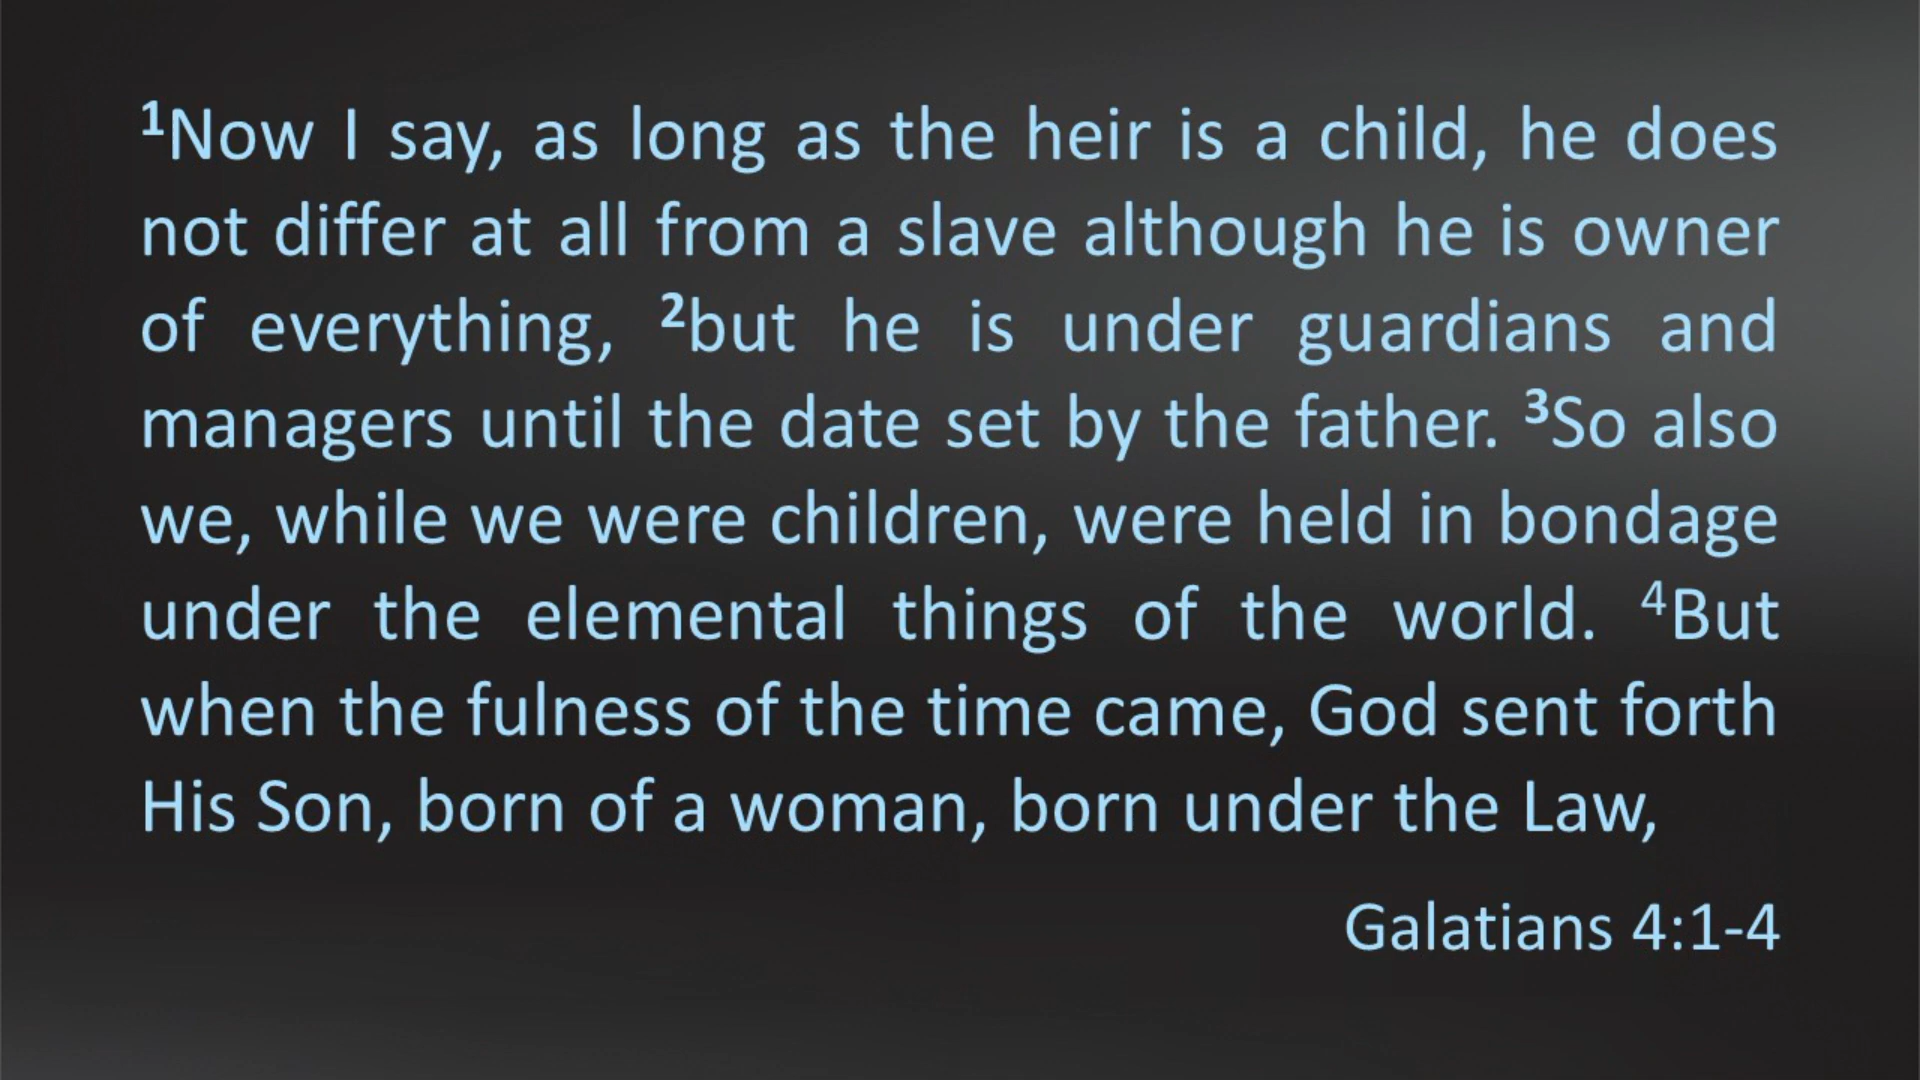 ¹Now I say, as long as the heir is a child, he does
not differ at all from a slave although he is owner
of everything, ²but he is under guardians and
managers until the date set by the father. ³So also
we, while we were children, were held in bondage
under the elemental things of the world. ⁴But
when the fulness of the time came, God sent forth
His Son, born of a woman, born under the Law,
Galatians 4:1-4